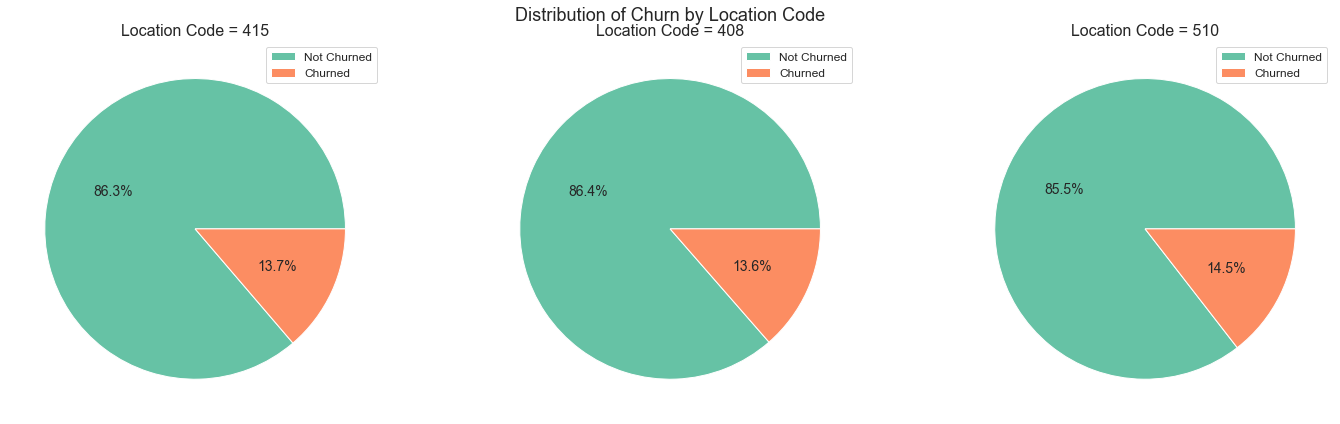 Distribution of Churn by Location Code
Location Code = 415
Not Churned
Churned
86.3%
13.7%
Location Code = 408
Not Churned
Churned
86.4%
13.6%
Location Code = 510
Not Churned
Churned
85.5%
14.5%